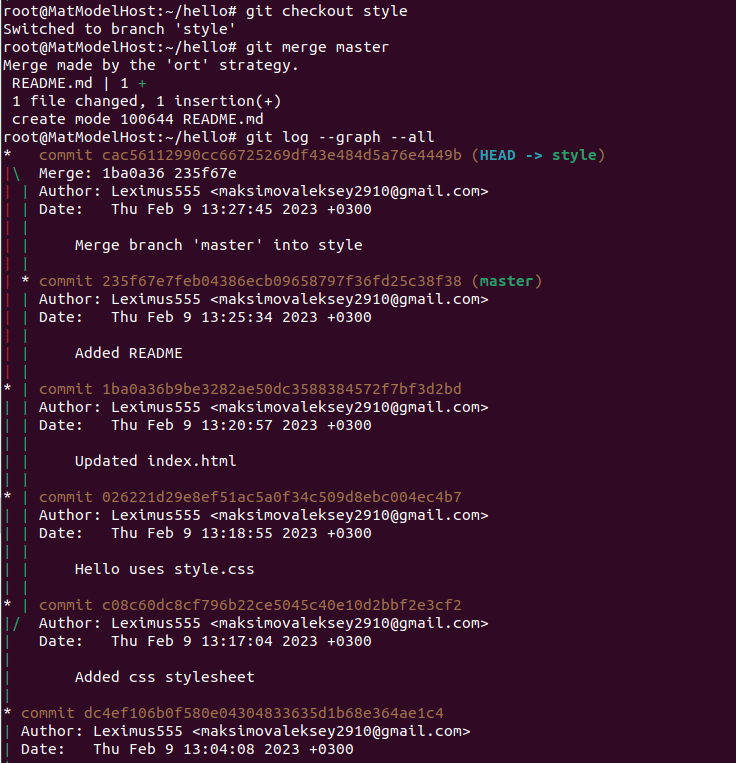 root@MatModelHost:~/hello# git checkout style
Switched to branch 'style'
root@MatModelHost:~/hello# git merge master
Merge made by the 'ort' strategy.
 README.md | 1 +
 1 file changed, 1 insertion(+)
 create mode 100644 README.md
root@MatModelHost:~/hello# git log --graph --all
*   commit cac56112990cc66725269df43e484d5a76e4449b (HEAD -> style)
|\  Merge: 1ba0a36 235f67e
| | Author: Leximus555 <maksimovaleksey2910@gmail.com>
| | Date:   Thu Feb 9 13:27:45 2023 +0300
| |
| |     Merge branch 'master' into style
| |
| * commit 235f67e7feb04386ecb09658797f36fd25c38f38 (master)
| | Author: Leximus555 <maksimovaleksey2910@gmail.com>
| | Date:   Thu Feb 9 13:25:34 2023 +0300
| |
| |     Added README
| |
* | commit 1ba0a36b9be3282ae50dc3588384572f7bf3d2bd
| | Author: Leximus555 <maksimovaleksey2910@gmail.com>
| | Date:   Thu Feb 9 13:20:57 2023 +0300
| |
| |     Updated index.html
| |
* | commit 026221d29e8ef51ac5a0f34c509d8ebc004ec4b7
| | Author: Leximus555 <maksimovaleksey2910@gmail.com>
| | Date:   Thu Feb 9 13:18:55 2023 +0300
| |
| |     Hello uses style.css
| |
* | commit c08c60dc8cf796b22ce5045c40e10d2bbf2e3cf2
|/  Author: Leximus555 <maksimovaleksey2910@gmail.com>
|   Date:   Thu Feb 9 13:17:04 2023 +0300
|
|       Added css stylesheet
|
* commit dc4ef106b0f580e04304833635d1b68e364ae1c4
| Author: Leximus555 <maksimovaleksey2910@gmail.com>
| Date:   Thu Feb 9 13:04:08 2023 +0300